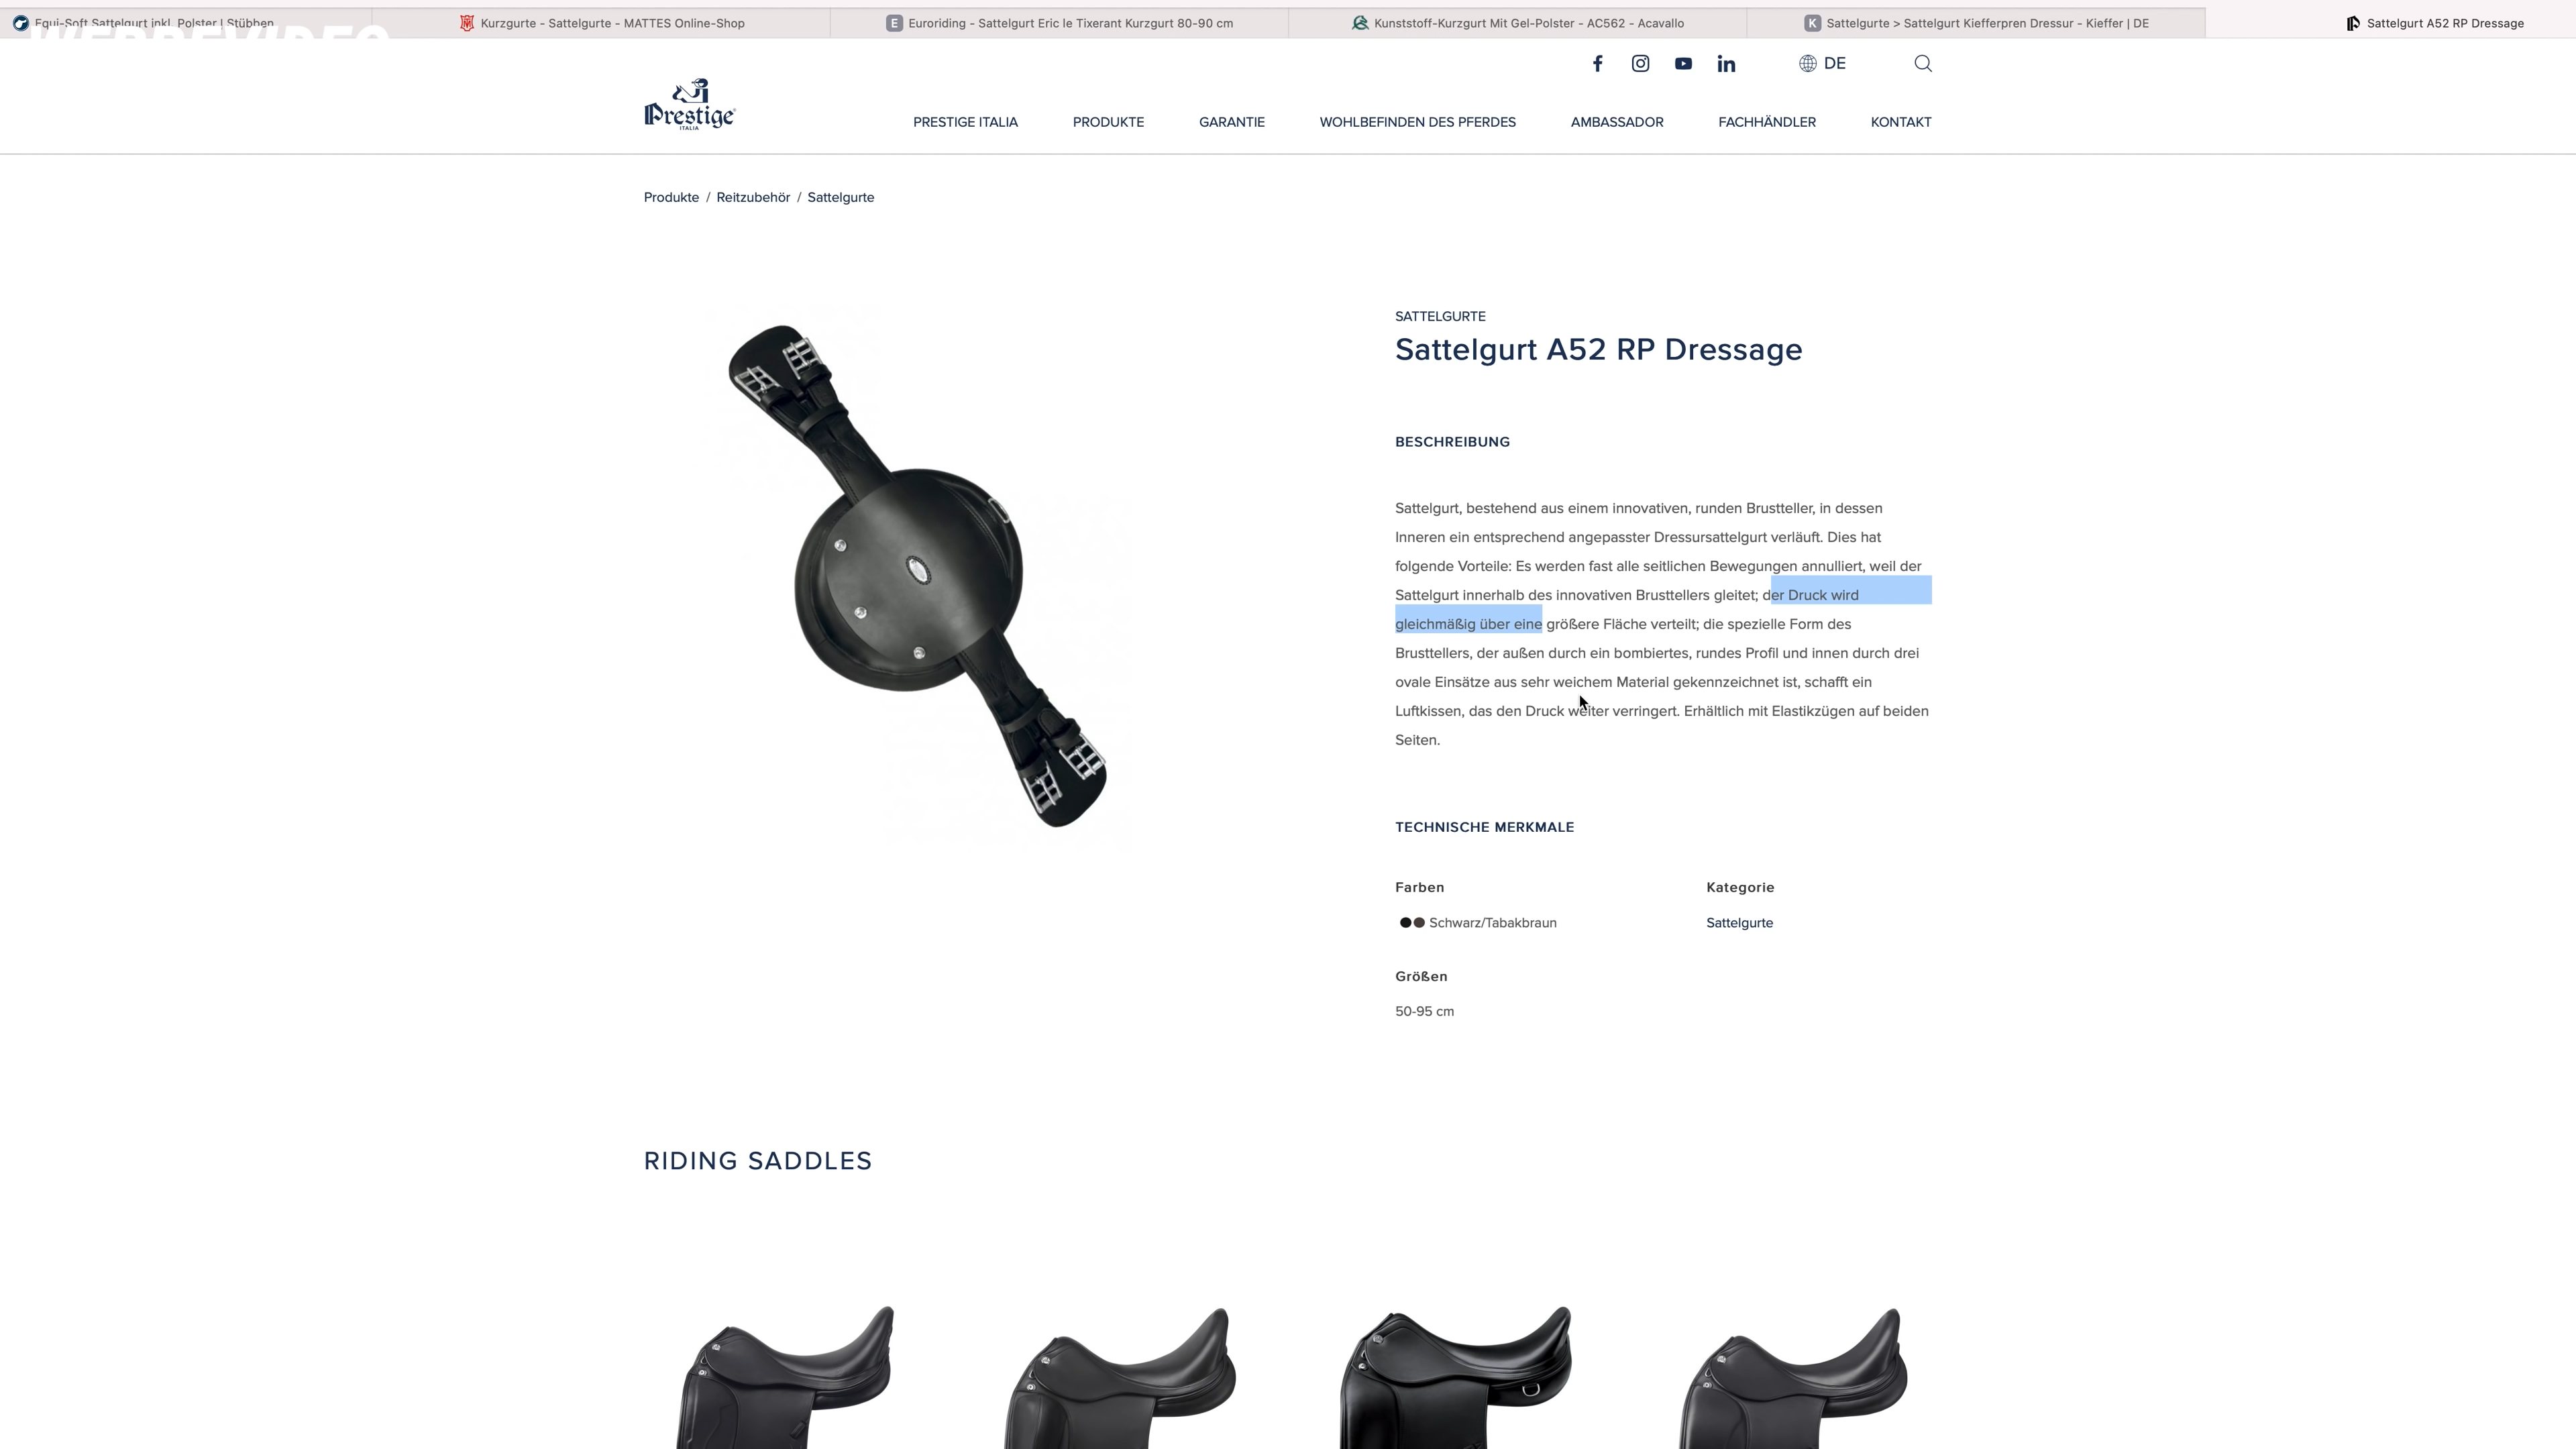 WERBEVIDEO
Equi-Soft Sattelgurt inkl. Polster | Stübben
Kurzgurte - Sattelgurte - MATTES Online-Shop
E Euroriding - Sattelgurt Eric le Tixerant Kurzgurt 80-90 cm
Kunststoff-Kurzgurt Mit Gel-Polster - AC562 - Acavallo
K Sattelgurte > Sattelgurt Kiefferpren Dressur - Kieffer | DE
Sattelgurt A52 RP Dressage
DE
Prestige
ITALIA
PRESTIGE ITALIA
PRODUKTE
GARANTIE
WOHLBEFINDEN DES PFERDES
AMBASSADOR
FACHHÄNDLER
KONTAKT
Produkte / Reitzubehör / Sattelgurte
SATTELGURTE
Sattelgurt A52 RP Dressage
BESCHREIBUNG
Sattelgurt, bestehend aus einem innovativen, runden Brustteller, in dessen
Inneren ein entsprechend angepasster Dressursattelgurt verläuft. Dies hat
folgende Vorteile: Es werden fast alle seitlichen Bewegungen annulliert, weil der
Sattelgurt innerhalb des innovativen Brusttellers gleitet; der Druck wird
gleichmäßig über eine größere Fläche verteilt; die spezielle Form des
Brusttellers, der außen durch ein bombiertes, rundes Profil und innen durch drei
ovale Einsätze aus sehr weichem Material gekennzeichnet ist, schafft ein
Luftkissen, das den Druck weiter verringert. Erhältlich mit Elastikzügen auf beiden
Seiten.
TECHNISCHE MERKMALE
Farben
Kategorie
Schwarz/Tabakbraun
Sattelgurte
Größen
50-95 cm
RIDING SADDLES